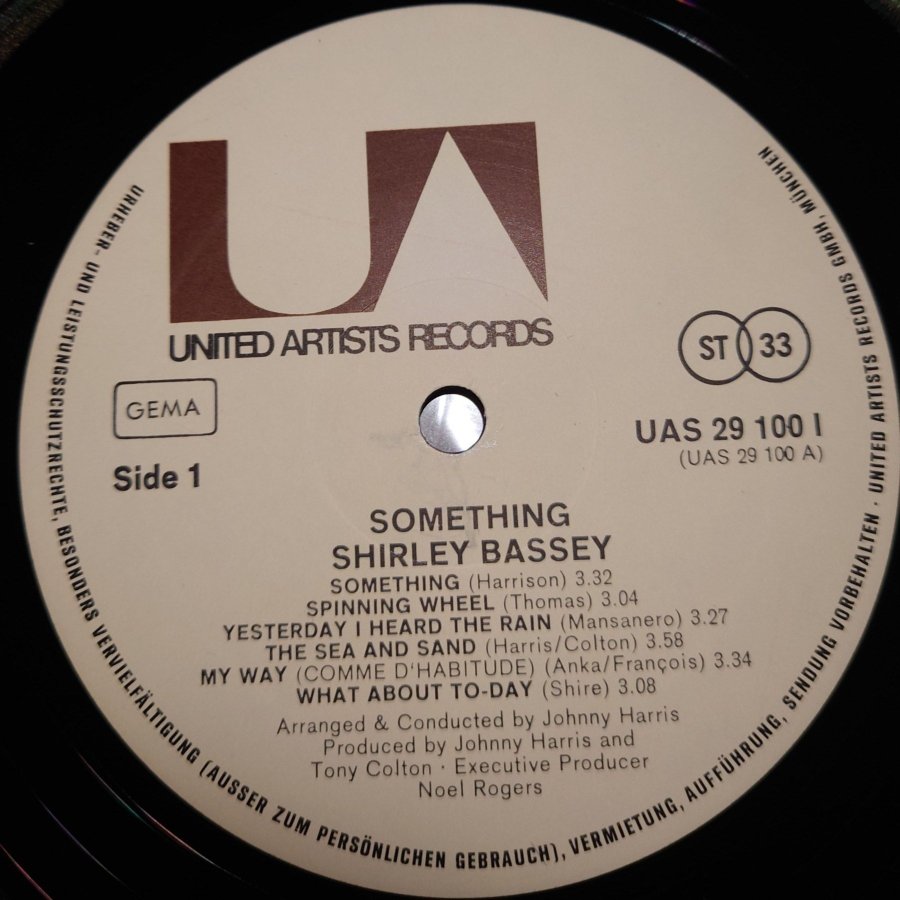 UA
UNITED ARTISTS RECORDS
GEMA
ST 33
Side 1
UAS 29 100 I
(UAS 29 100 A)
SOMETHING
SHIRLEY BASSEY
SOMETHING (Harrison) 3.32
SPINNING WHEEL (Thomas) 3.04
YESTERDAY I HEARD THE RAIN (Mansanero) 3.27
THE SEA AND SAND (Harris/Colton) 3.58
MY WAY (COMME D'HABITUDE) (Anka/François) 3.34
WHAT ABOUT TO-DAY (Shire) 3.08
Arranged & Conducted by Johnny Harris
Produced by Johnny Harris and
Tony Colton · Executive Producer
Noel Rogers
URHEBER- UND LEISTUNGSSCHUTZRECHTE, BESONDERS VERVIELFÄLTIGUNG (AUSSER ZUM PERSÖNLICHEN GEBRAUCH), VERMIETUNG, AUFFÜHRUNG, SENDUNG VORBEHALTEN · UNITED ARTISTS RECORDS GMBH, MÜNCHEN